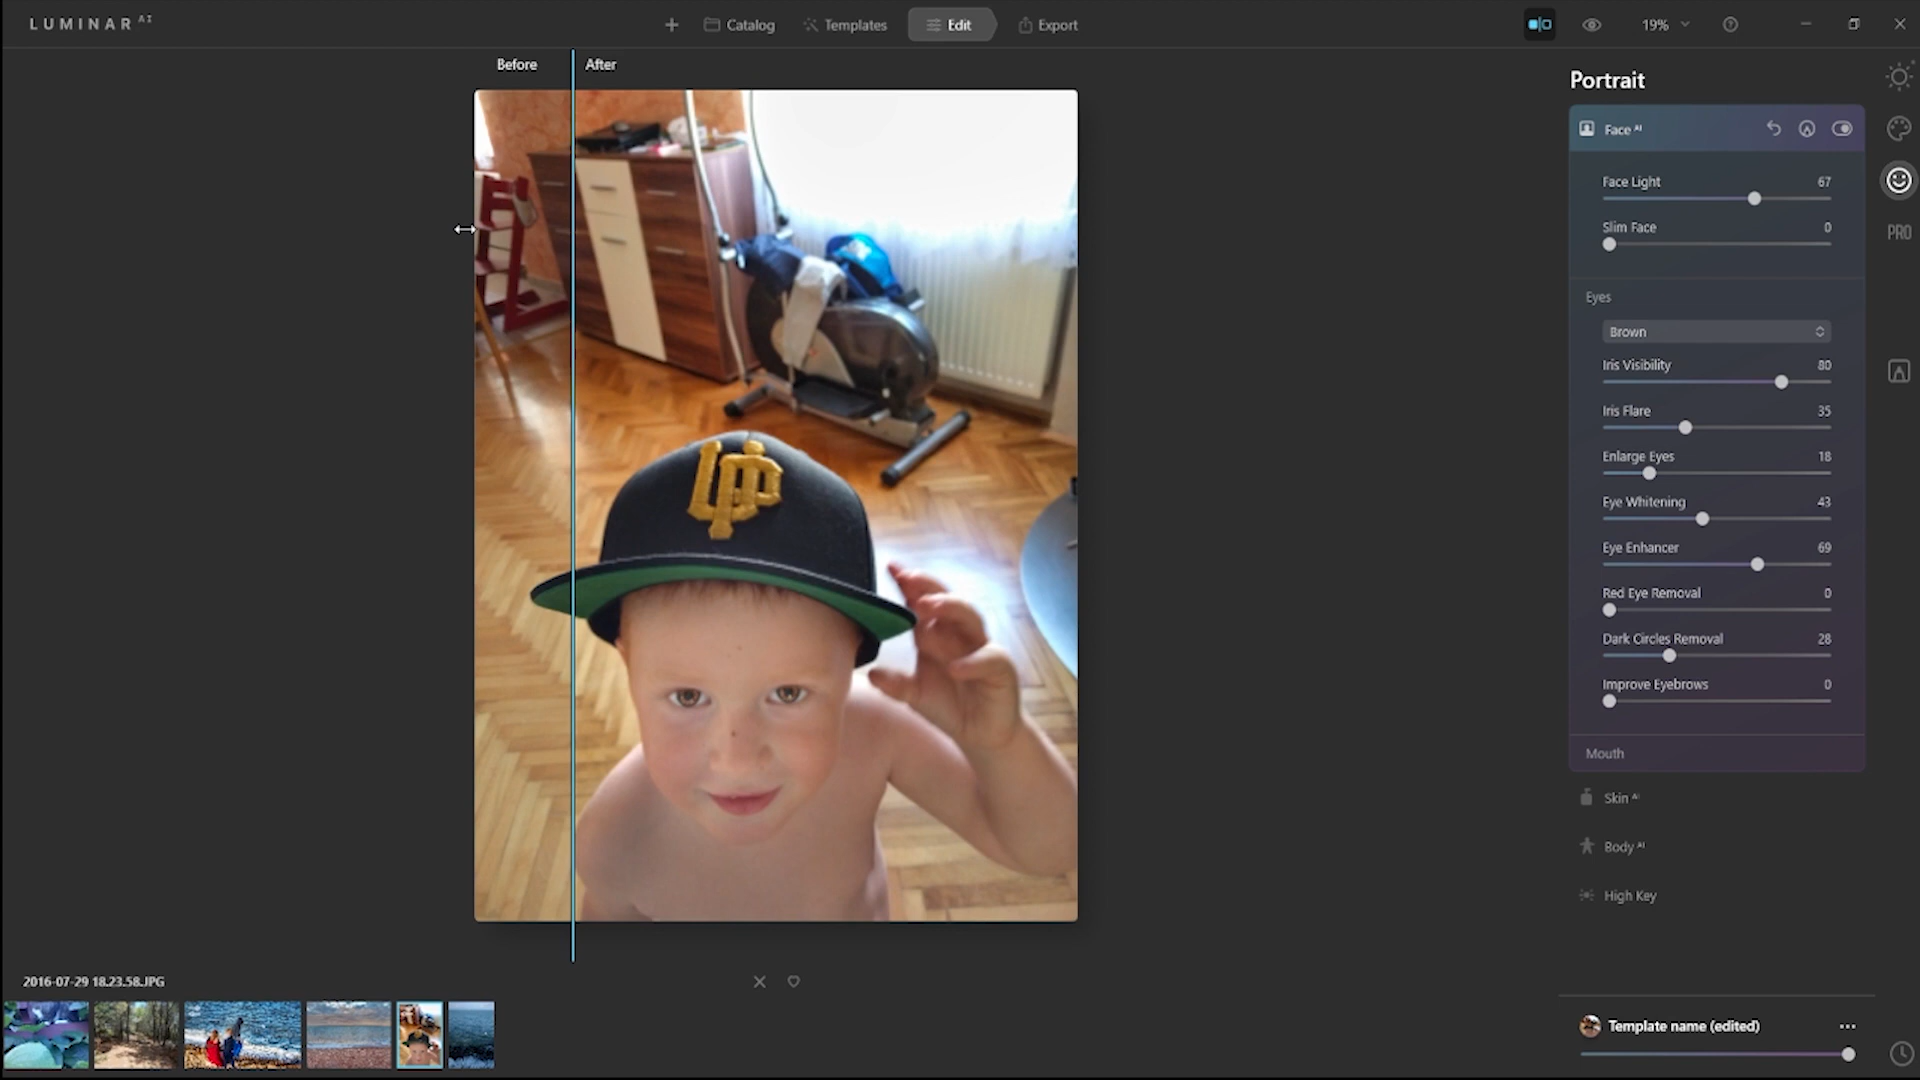 LUMINAR AI
Catalog
Templates
Edit
Export
19%
Before
After
Portrait
Face AI
Face Light 67
Slim Face 0
Eyes
Brown
Iris Visibility 80
Iris Flare 35
Enlarge Eyes 18
Eye Whitening 43
Eye Enhancer 69
Red Eye Removal 0
Dark Circles Removal 28
Improve Eyebrows 0
Mouth
Skin AI
Body AI
High Key
PRO
up
2016-07-29 18.23.58.JPG
Template name (edited)